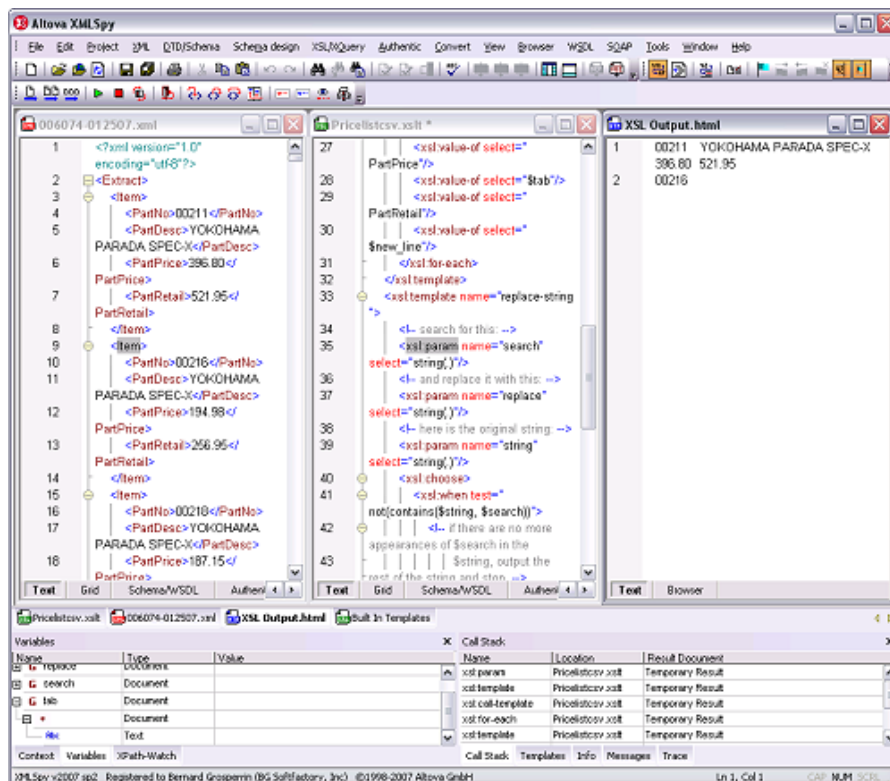 Altova XMLSpy
File Edit Project XML DTD/Schema Schema design XSL/XQuery Authentic Convert View Browser WSDL SOAP Tools Window Help
006074-012507.xml
1 <?xml version="1.0"
encoding="utf-8"?>
2 <Extract>
3 <Item>
4 <PartNo>00211</PartNo>
5 <PartDesc>YOKOHAMA
PARADA SPEC-X</PartDesc>
6 <PartPrice>396.80</
PartPrice>
7 <PartRetail>521.95</
PartRetail>
8 </Item>
9 <Item>
10 <PartNo>00216</PartNo>
11 <PartDesc>YOKOHAMA
PARADA SPEC-X</PartDesc>
12 <PartPrice>194.98</
PartPrice>
13 <PartRetail>256.95</
PartRetail>
14 </Item>
15 <Item>
16 <PartNo>00218</PartNo>
17 <PartDesc>YOKOHAMA
PARADA SPEC-X</PartDesc>
18 <PartPrice>187.15</
PartPrice>
Text Grid Schema/WSDL Authenti
Pricelistcsv.xslt *
27 <xsl:value-of select="
PartPrice"/>
28 <xsl:value-of select="$tab"/>
29 <xsl:value-of select="
PartRetail"/>
30 <xsl:value-of select="
$new_line"/>
31 </xsl:for-each>
32 </xsl:template>
33 <xsl:template name="replace-string
">
34 <!-- search for this: -->
35 <xsl:param name="search"
select="string(.)"/>
36 <!-- and replace it with this: -->
37 <xsl:param name="replace"
select="string(.)"/>
38 <!-- here is the original string: -->
39 <xsl:param name="string"
select="string(.)"/>
40 <xsl:choose>
41 <xsl:when test="
not(contains($string, $search))">
42 <!-- if there are no more
appearances of $search in the
43 $string, output the
rest of the string and stop -->
Text Grid Schema/WSDL Authenti
XSL Output.html
1 00211 YOKOHAMA PARADA SPEC-X
396.80 521.95
2 00216
Text Browser
Pricelistcsv.xslt 006074-012507.xml XSL Output.html Built In Templates
Variables
Name Type Value
replace Document
search Document
tab Document
Document
Abc Text
Context Variables XPath-Watch
Call Stack
Name Location Result Document
xsl:param Pricelistcsv.xslt Temporary Result
xsl:template Pricelistcsv.xslt Temporary Result
xsl:call-template Pricelistcsv.xslt Temporary Result
xsl:for-each Pricelistcsv.xslt Temporary Result
xsl:template Pricelistcsv.xslt Temporary Result
Call Stack Templates Info Messages Trace
XMLSpy v2007 sp2 Registered to Bernard Grosperrin (BG Softfactory, Inc) ©1998-2007 Altova GmbH Ln 1, Col 1 CAP NUM SCRL